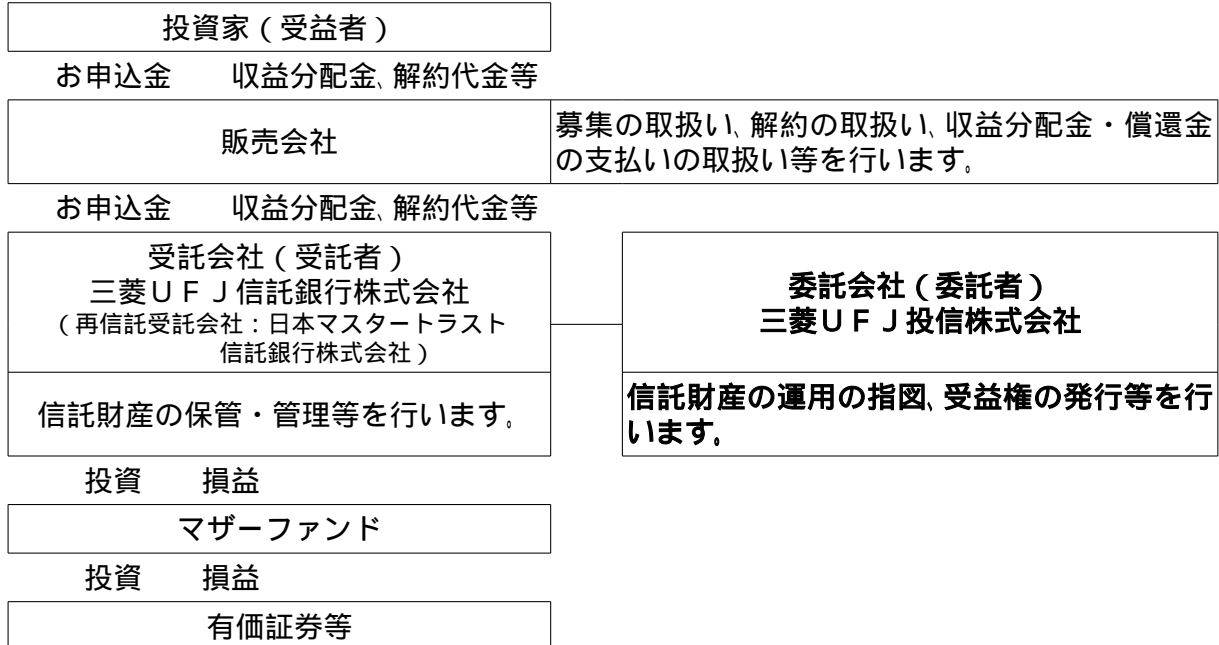 投資家（受益者）
お申込金　　収益分配金、解約代金等
販売会社
募集の取扱い、解約の取扱い、収益分配金・償還金
の支払いの取扱い等を行います。
お申込金　　収益分配金、解約代金等
受託会社（受託者）
三菱ＵＦＪ信託銀行株式会社
（再信託受託会社：日本マスタートラスト
信託銀行株式会社）
委託会社（委託者）
三菱ＵＦＪ投信株式会社
信託財産の保管・管理等を行います。
信託財産の運用の指図、受益権の発行等を行
います。
投資　　損益
マザーファンド
投資　　損益
有価証券等